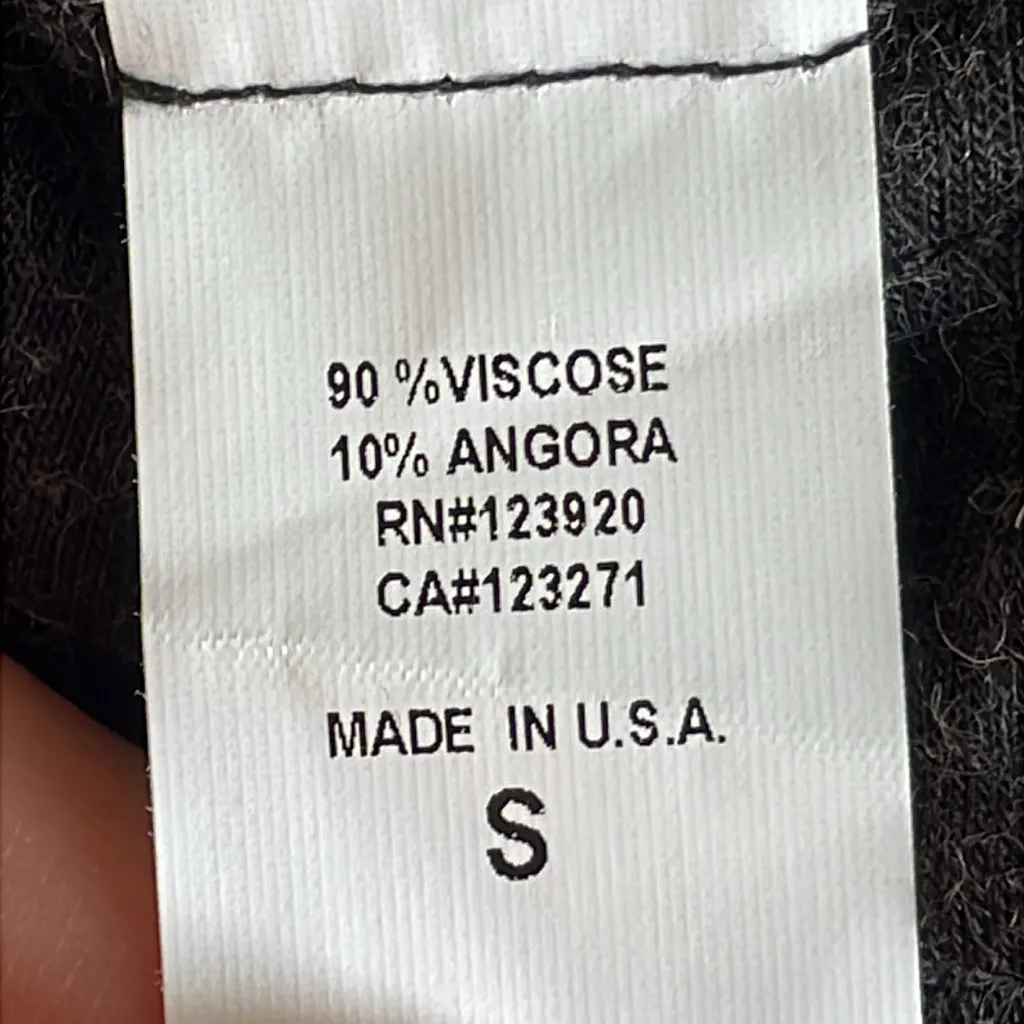 90 %VISCOSE
10% ANGORA
RN#123920
CA#123271
MADE IN U.S.A.
S